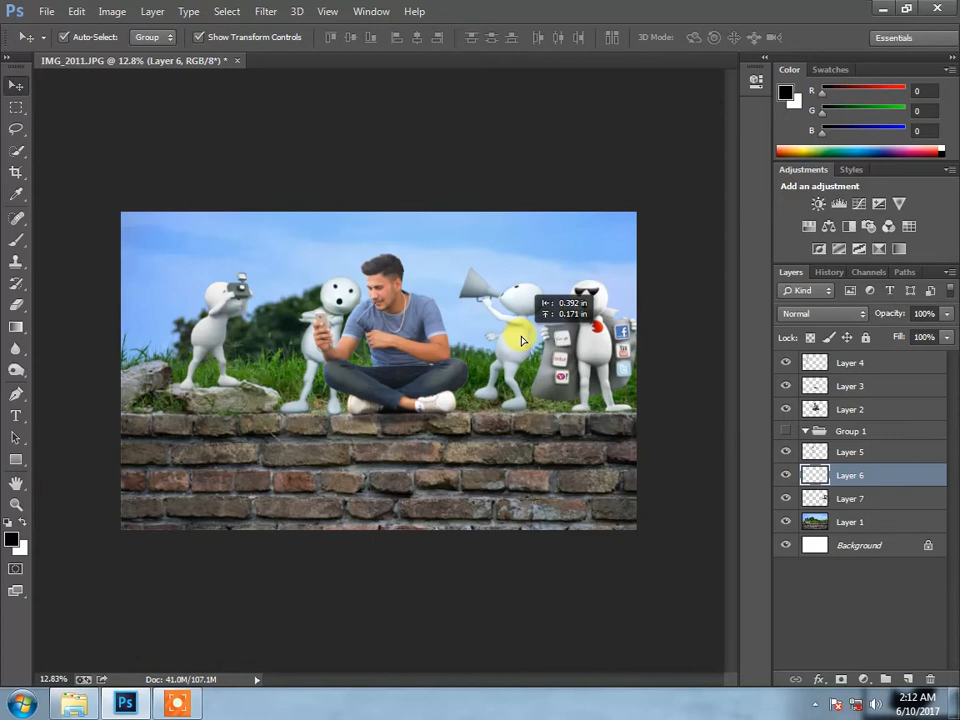 Ps File Edit Image Layer Type Select Filter 3D View Window Help
Auto-Select: Group Show Transform Controls 3D Mode: Essentials
IMG_2011.JPG @ 12.8% (Layer 6, RGB/8*) * ×
Color Swatches
R 0
G 0
B 0
Adjustments Styles
Add an adjustment
Layers History Channels Paths
Kind
Normal Opacity: 100%
Lock: Fill: 100%
Layer 4
Layer 3
Layer 2
Group 1
Layer 5
Layer 6
Layer 7
Layer 1
Background
0.392 in
0.171 in
12.83% Doc: 41.0M/107.1M
Ps
2:12 AM
6/10/2017